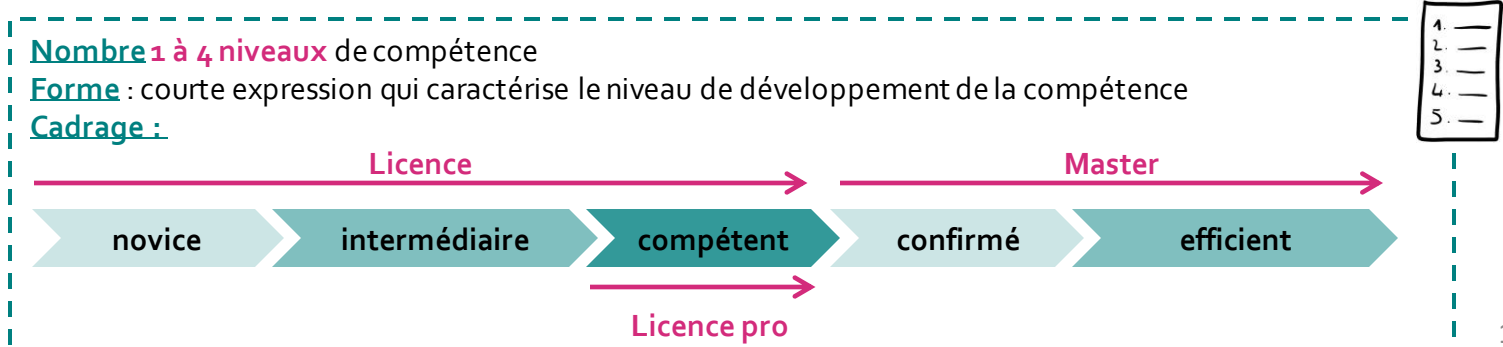 Nombre 1 à 4 niveaux de compétence
Forme : courte expression qui caractérise le niveau de développement de la compétence
Cadrage :
1.
2.
3.
4.
5.
Licence
Master
novice
intermédiaire
compétent
confirmé
efficient
Licence pro